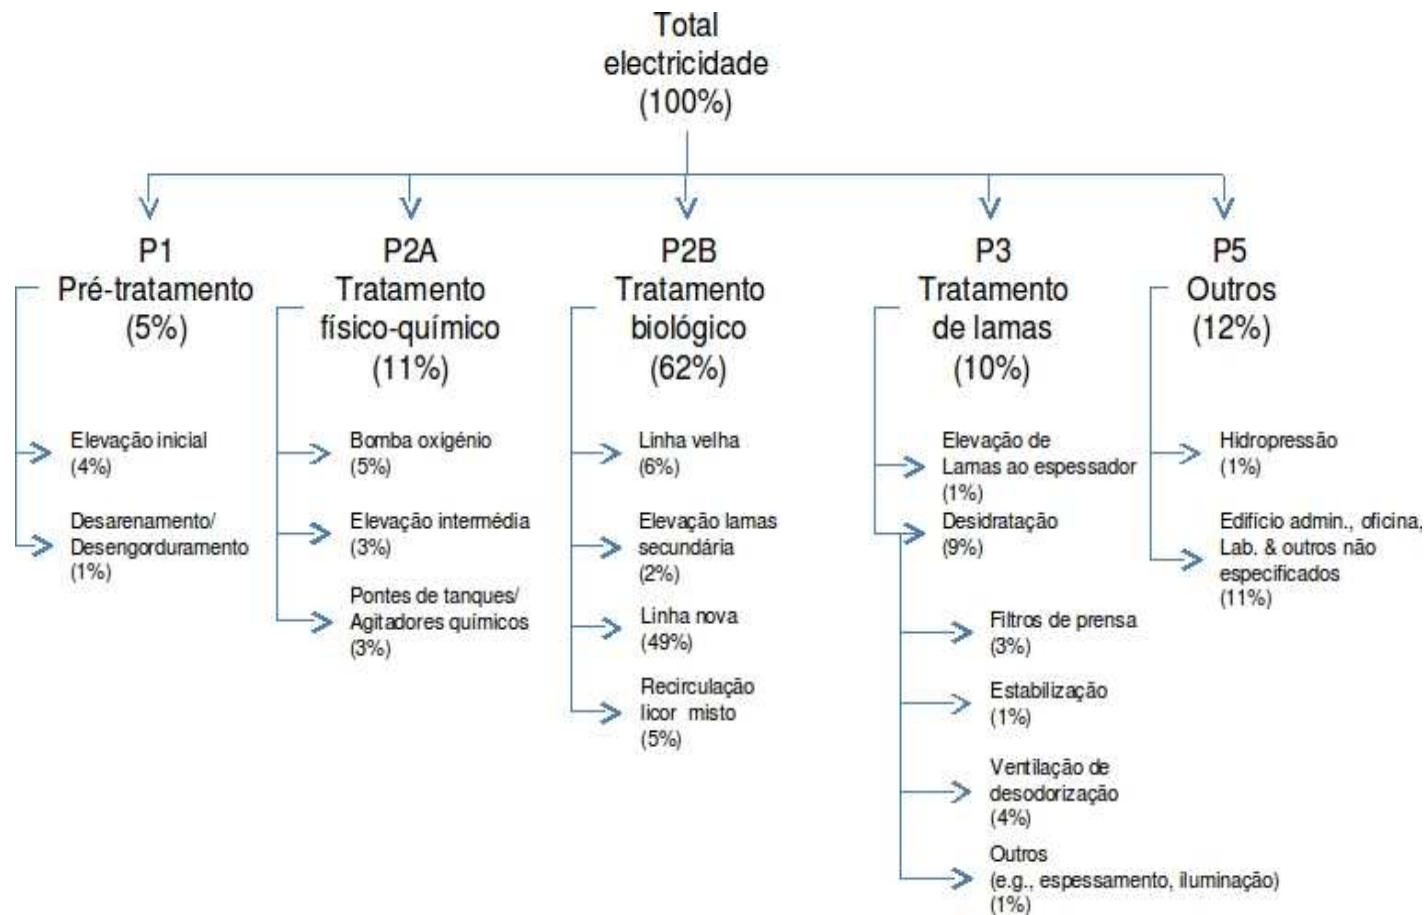 Total
electricidade
(100%)
P1
Pré-tratamento
(5%)
Elevação inicial
(4%)
Desarenamento/
Desengorduramento
(1%)
P2A
Tratamento
físico-químico
(11%)
Bomba oxigénio
(5%)
Elevação intermédia
(3%)
Pontes de tanques/
Agitadores químicos
(3%)
P2B
Tratamento
biológico
(62%)
Linha velha
(6%)
Elevação lamas
secundária
(2%)
Linha nova
(49%)
Recirculação
licor misto
(5%)
P3
Tratamento
de lamas
(10%)
Elevação de
Lamas ao espessador
(1%)
Desidratação
(9%)
Filtros de prensa
(3%)
Estabilização
(1%)
Ventilação de
desodorização
(4%)
Outros
(e.g., espessamento, iluminação)
(1%)
P5
Outros
(12%)
Hidropressão
(1%)
Edifício admin., oficina,
Lab. & outros não
especificados
(11%)